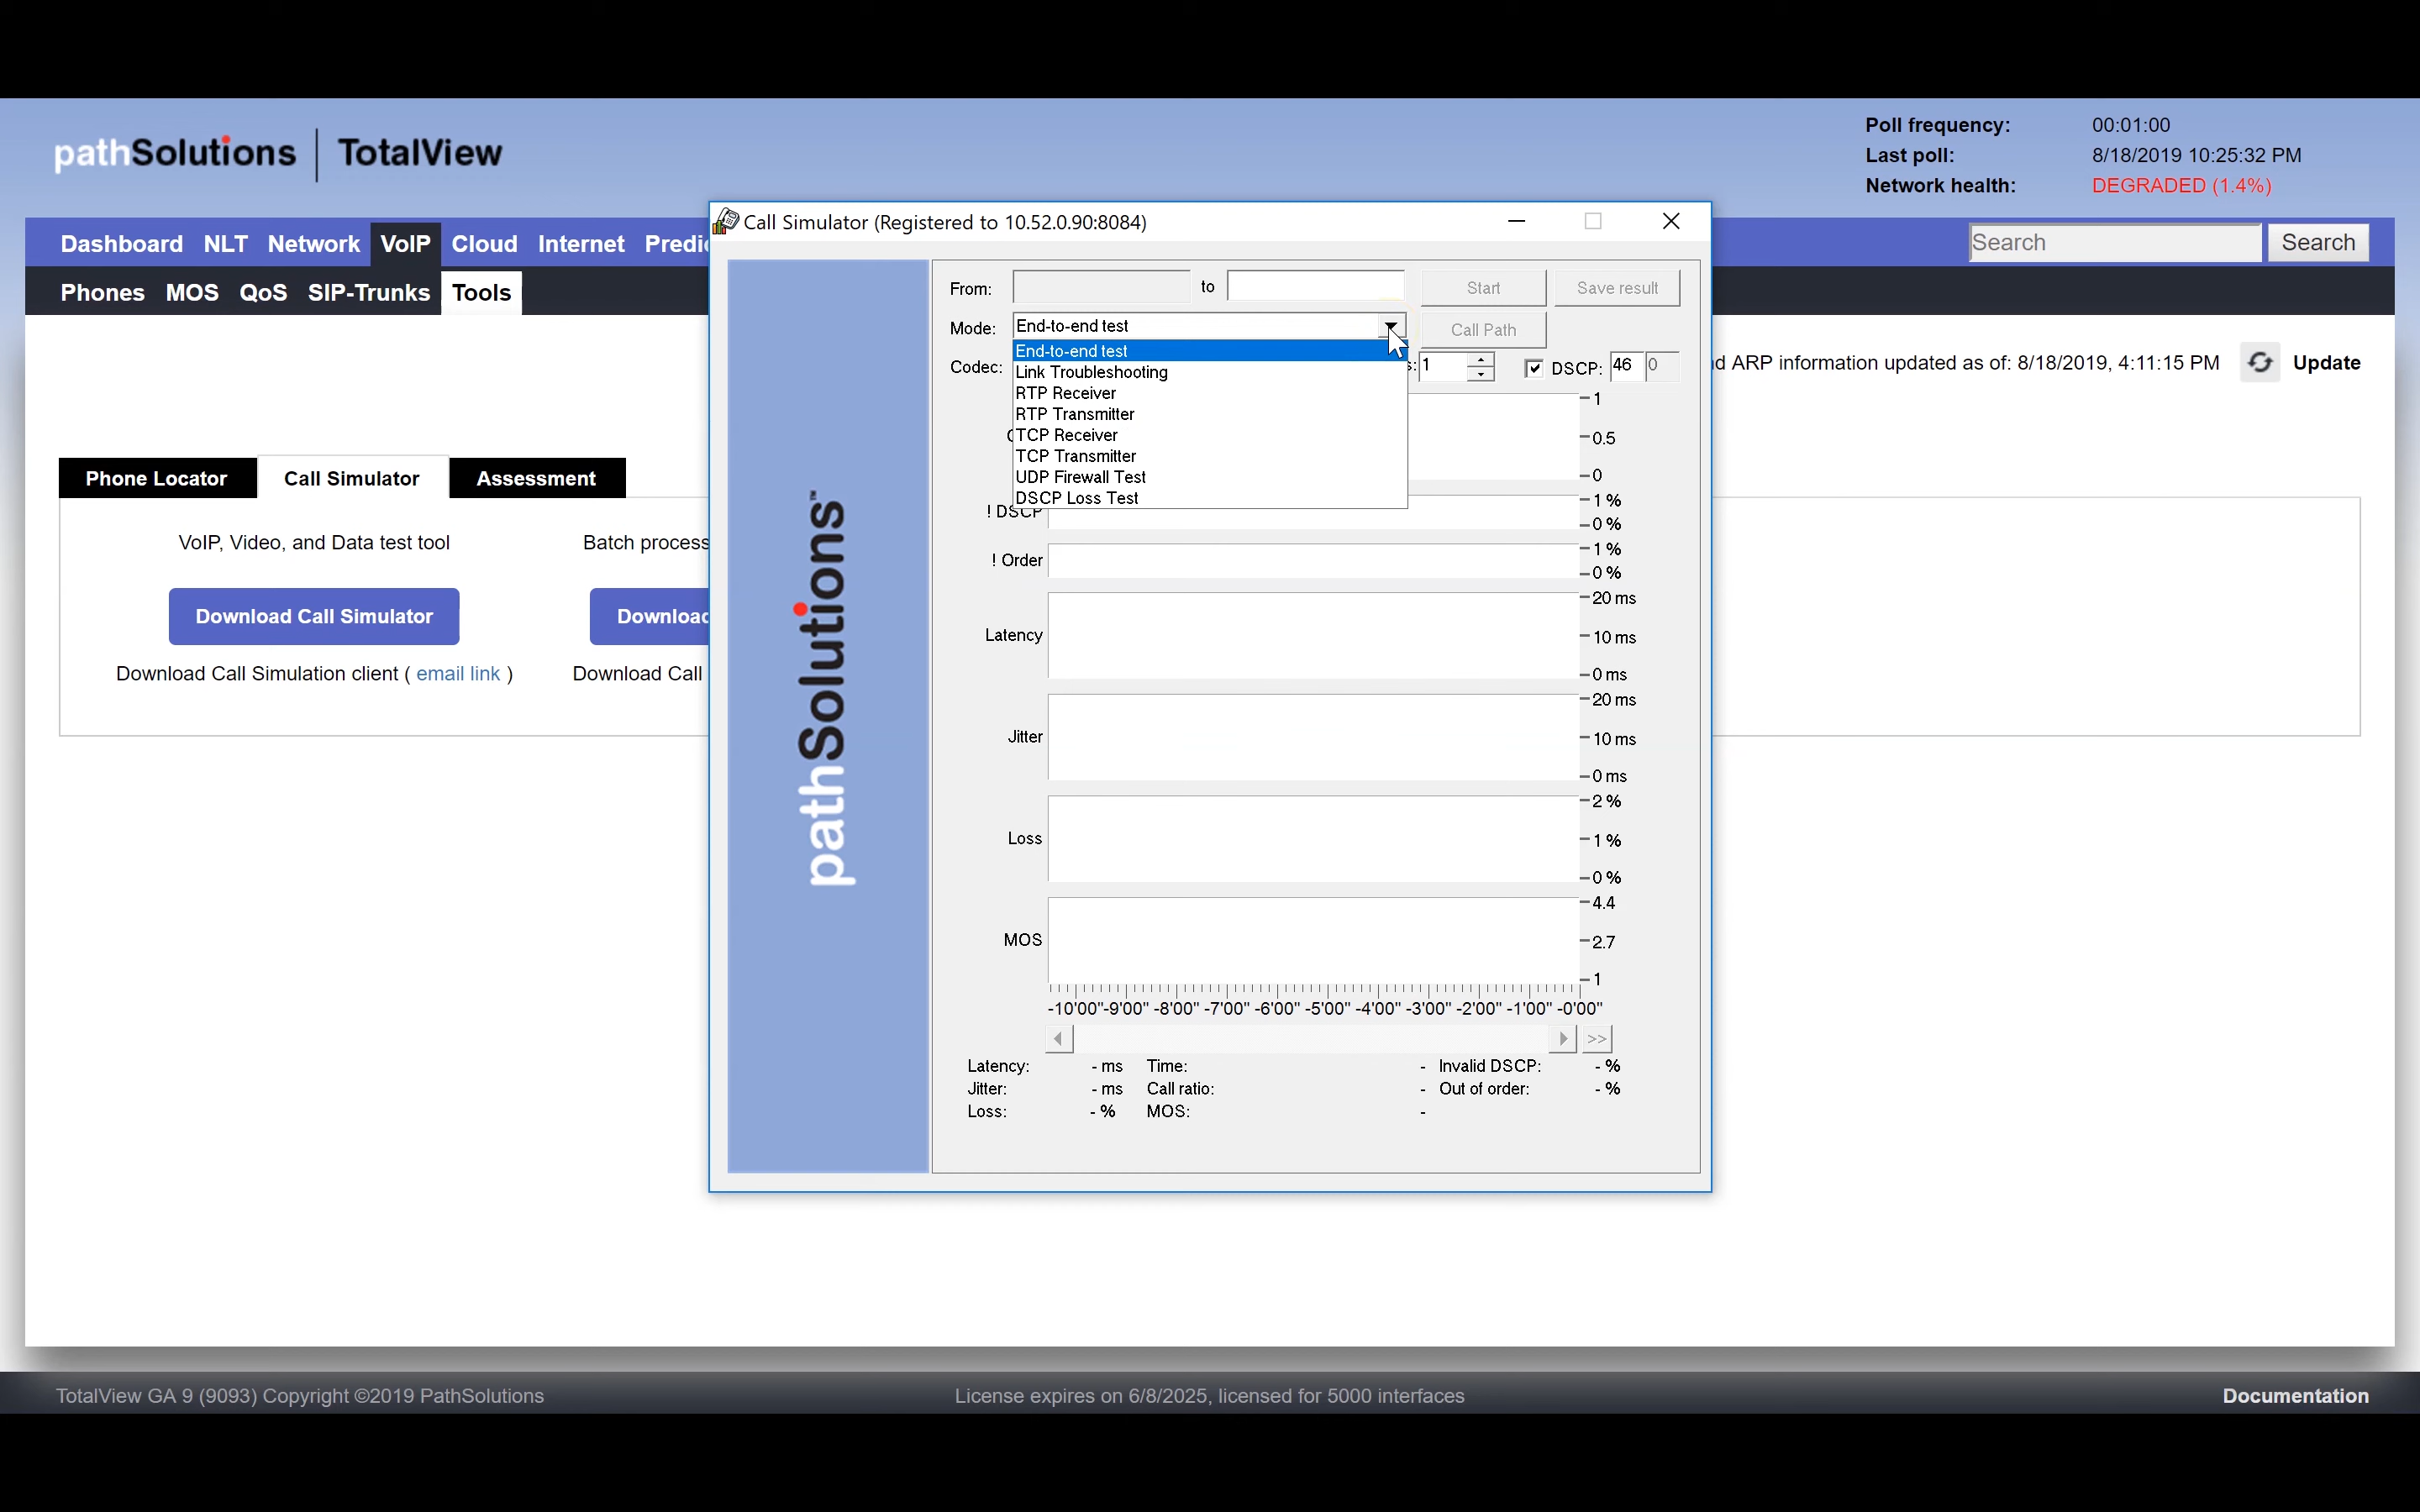 pathSolutions | TotalView
Poll frequency: 00:01:00
Last poll: 8/18/2019 10:25:32 PM
Network health: DEGRADED (1.4%)
Dashboard NLT Network VoIP Cloud Internet
Search Search
Phones MOS QoS SIP-Trunks Tools
ARP information updated as of: 8/18/2019, 4:11:15 PM Update
Phone Locator Call Simulator Assessment
VoIP, Video, and Data test tool Batch process
Download Call Simulator Download
Download Call Simulation client ( email link ) Download Call
Call Simulator (Registered to 10.52.0.90:8084)
pathSolutions™
From: to Start Save result
Mode: End-to-end test Call Path
Codec: 1 DSCP: 46 0
End-to-end test
Link Troubleshooting
RTP Receiver
RTP Transmitter
TCP Receiver
TCP Transmitter
UDP Firewall Test
DSCP Loss Test
1
0.5
0
! DSCP 1 %
0 %
! Order 1 %
0 %
Latency 20 ms
10 ms
0 ms
Jitter 20 ms
10 ms
0 ms
Loss 2 %
1 %
0 %
MOS 4.4
2.7
1
-10'00" -9'00" -8'00" -7'00" -6'00" -5'00" -4'00" -3'00" -2'00" -1'00" -0'00"
>>
Latency: - ms Time: - Invalid DSCP: - %
Jitter: - ms Call ratio: - Out of order: - %
Loss: - % MOS: -
TotalView GA 9 (9093) Copyright ©2019 PathSolutions License expires on 6/8/2025, licensed for 5000 interfaces Documentation